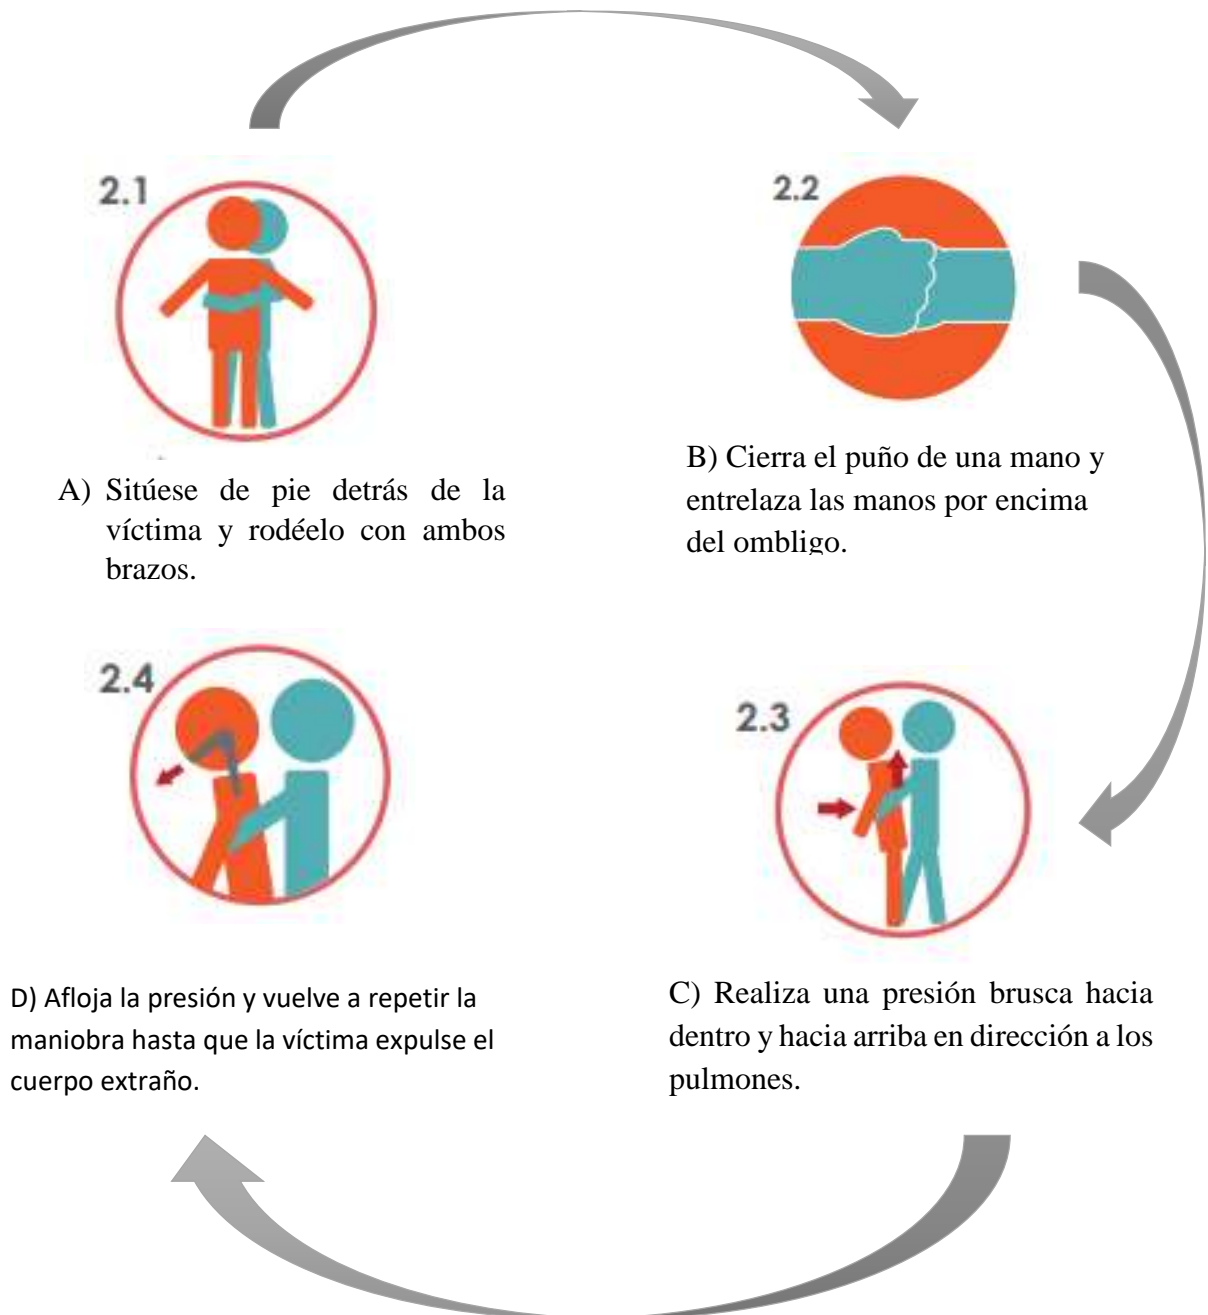 2.1
A) Sitúese de pie detrás de la
víctima y rodéelo con ambos
brazos.
2.2
B) Cierra el puño de una mano y
entrelaza las manos por encima
del ombligo.
2.3
C) Realiza una presión brusca hacia
dentro y hacia arriba en dirección a los
pulmones.
2.4
D) Afloja la presión y vuelve a repetir la
maniobra hasta que la víctima expulse el
cuerpo extraño.